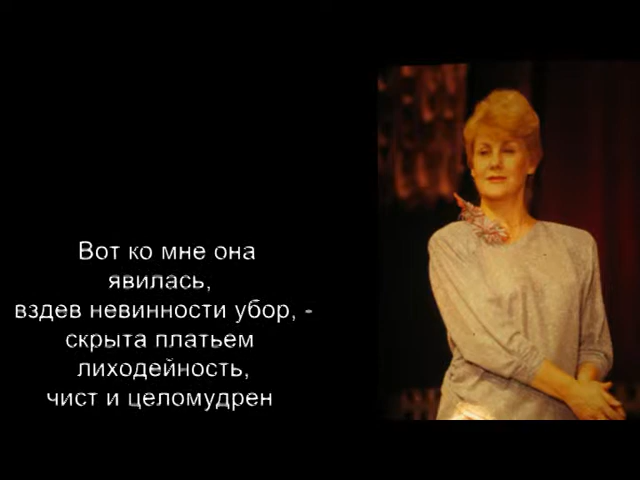 Вот ко мне она
явилась,
вздев невинности убор, -
скрыта платьем
лиходейность,
чист и целомудрен